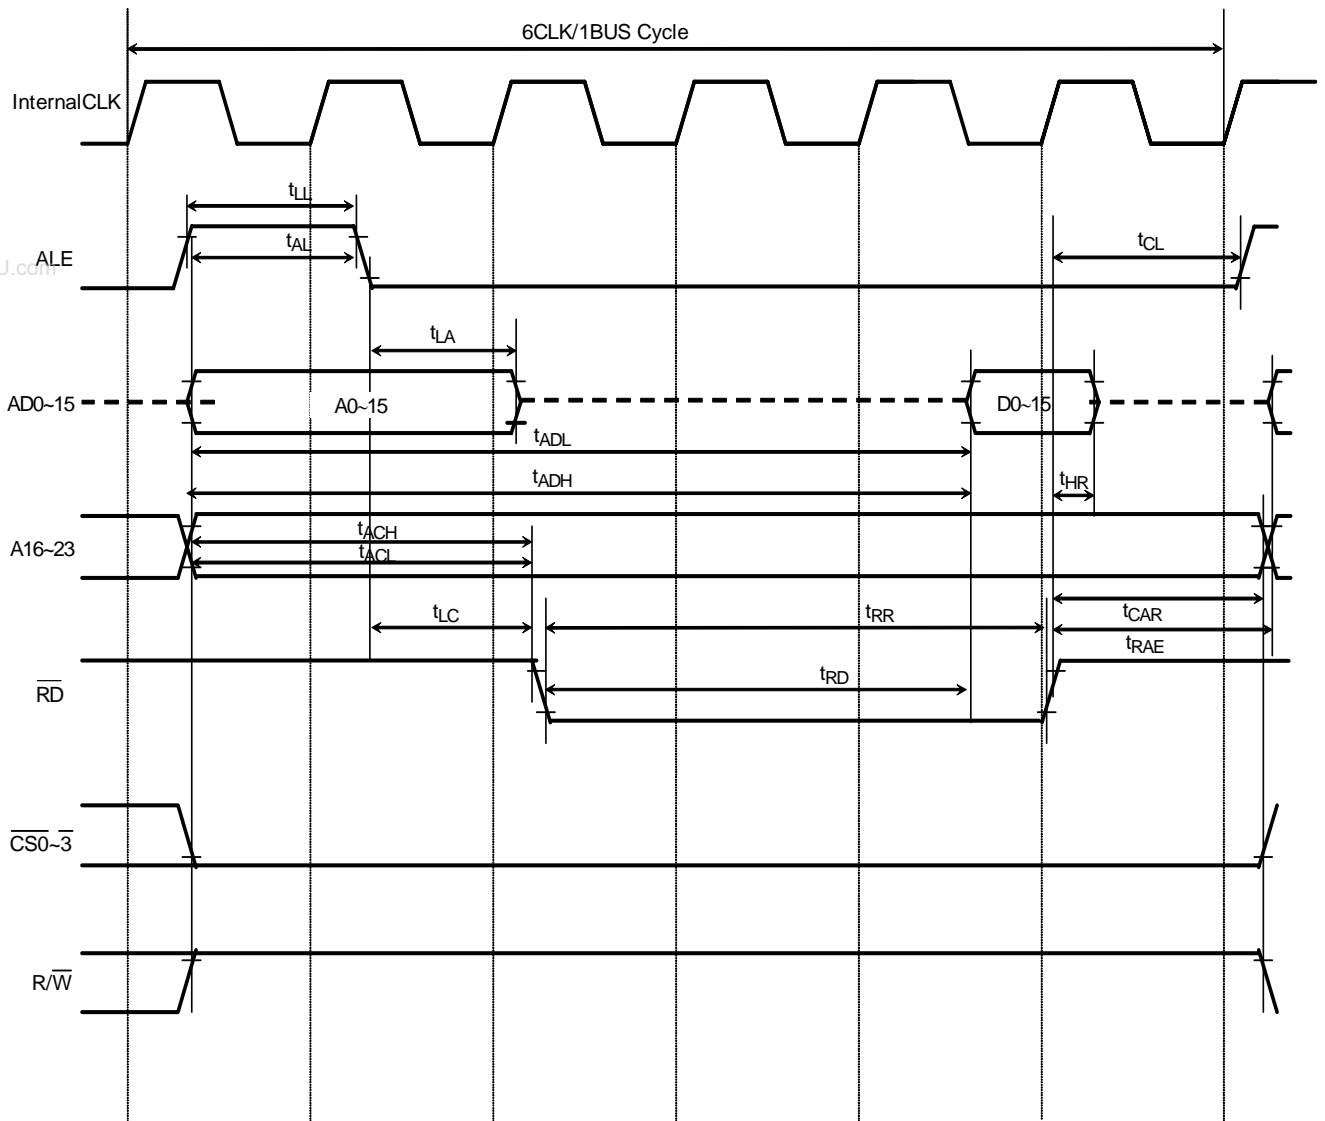 6CLK/1BUS Cycle
InternalCLK
tLL
tAL
tCL
ALE
U.com
tLA
AD0~15
A0~15
D0~15
tADL
tADH
tHR
tACH
A16~23
tACL
tLC
tRR
tCAR
tRAE
tRD
RD
CS0~3
R/W